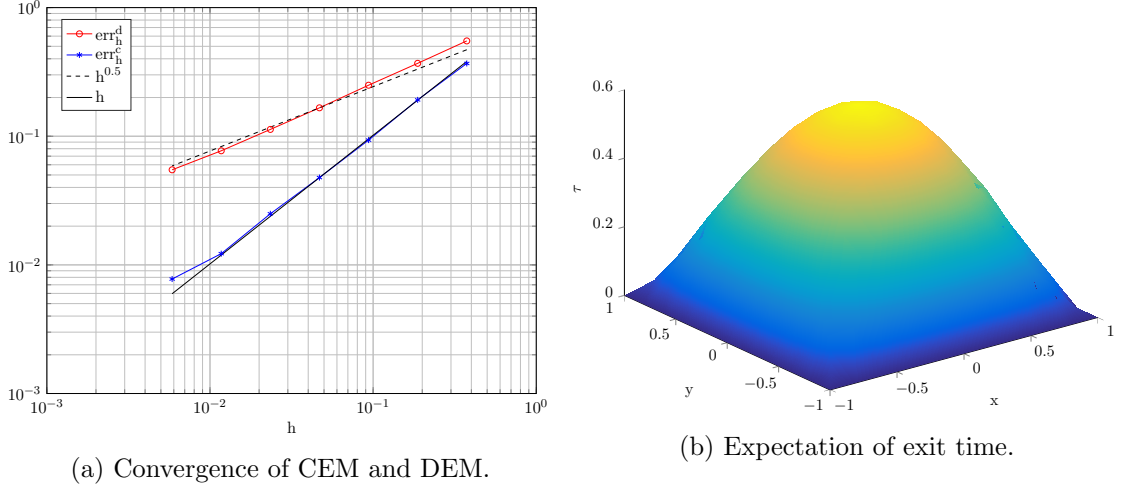 10^0
10^{-1}
10^{-2}
10^{-3}
err_h^d
err_h^c
h^{0.5}
h
10^{-3} 10^{-2} 10^{-1} 10^0
h
(a) Convergence of CEM and DEM.
0.6
0.4
0.2
0
τ
1
0.5
0
−0.5
−1
y
−1
−0.5
0
0.5
1
x
(b) Expectation of exit time.